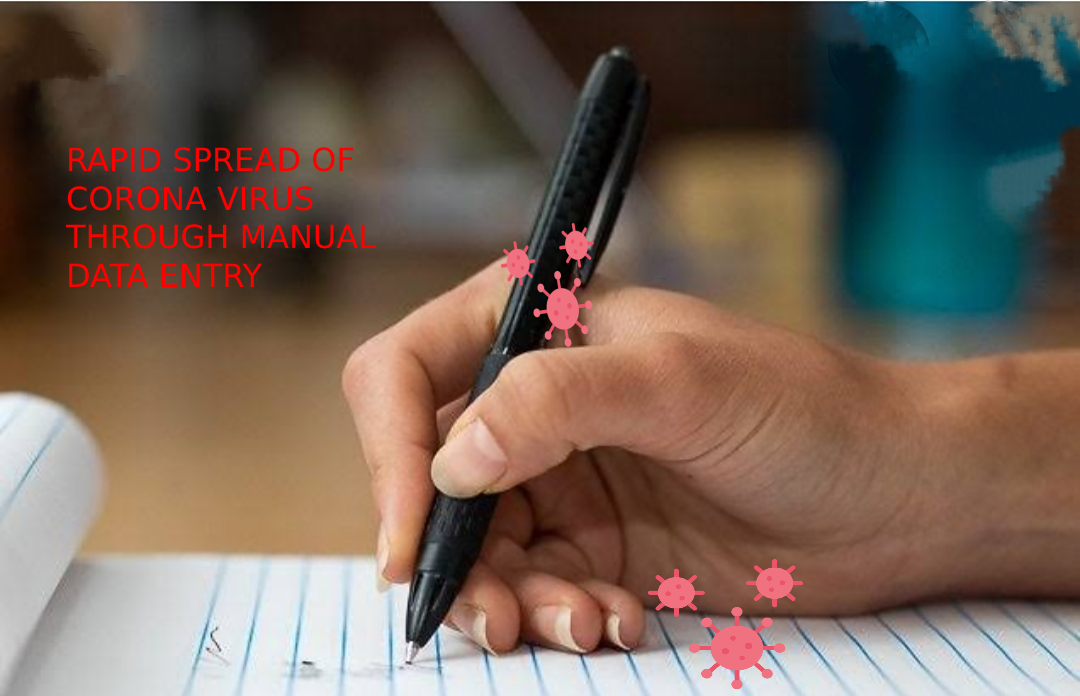 RAPID SPREAD OF
CORONA VIRUS
THROUGH MANUAL
DATA ENTRY